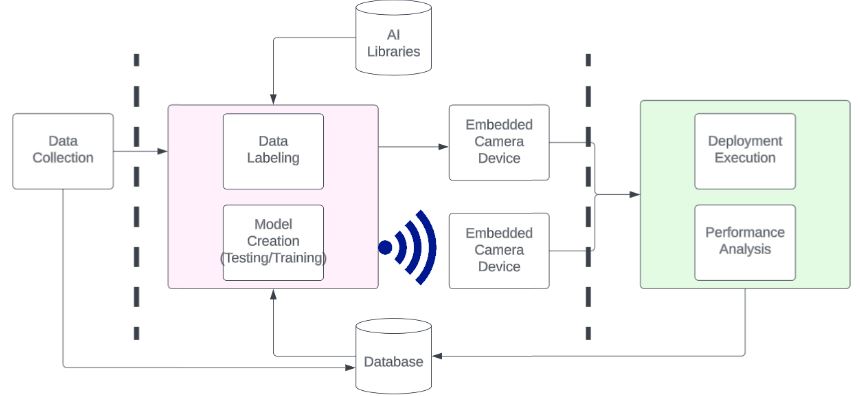 AI
Libraries
Data
Collection
Data
Labeling
Embedded
Camera
Device
Deployment
Execution
Model
Creation
(Testing/Training)
Embedded
Camera
Device
Performance
Analysis
Database